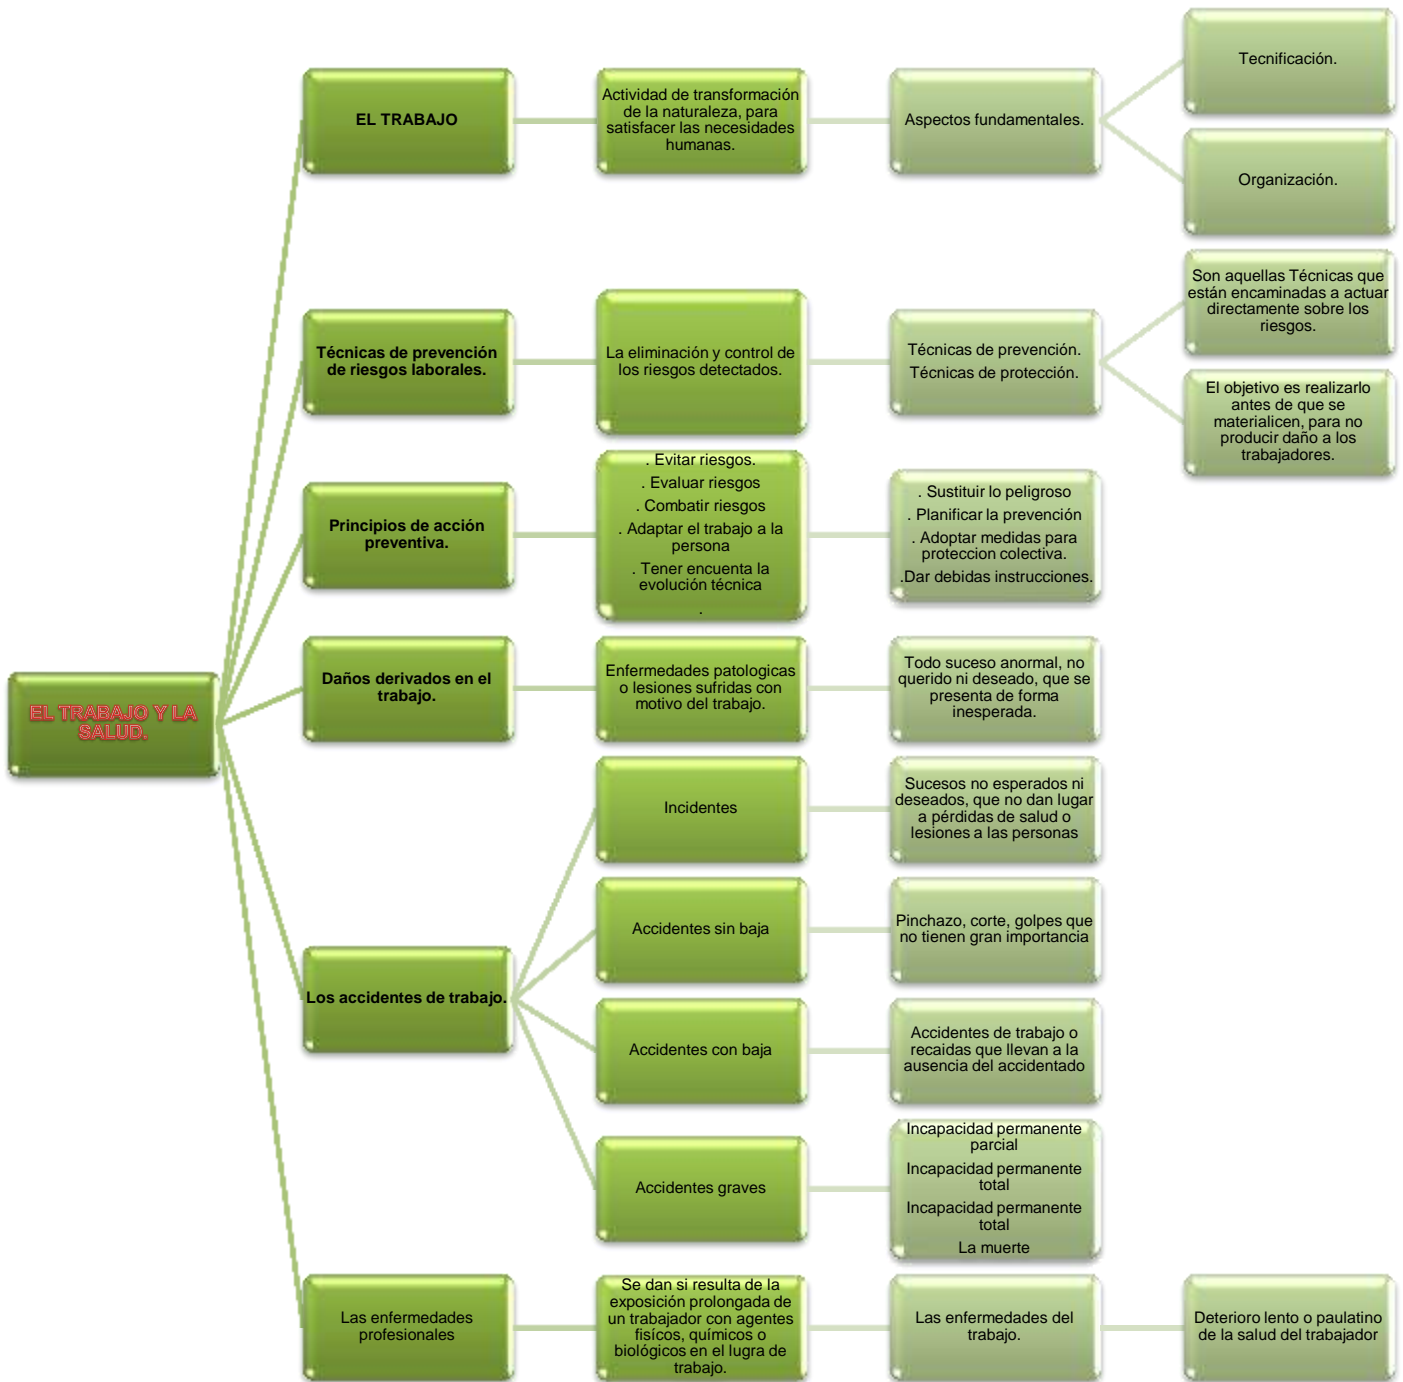 EL TRABAJO Y LA
SALUD.
EL TRABAJO
Actividad de transformación
de la naturaleza, para
satisfacer las necesidades
humanas.
Aspectos fundamentales.
Tecnificación.
Organización.
Técnicas de prevención
de riesgos laborales.
La eliminación y control de
los riesgos detectados.
Técnicas de prevención.
Técnicas de protección.
Son aquellas Técnicas que
están encaminadas a actuar
directamente sobre los
riesgos.
El objetivo es realizarlo
antes de que se
materialicen, para no
producir daño a los
trabajadores.
Principios de acción
preventiva.
. Evitar riesgos.
. Evaluar riesgos
. Combatir riesgos
. Adaptar el trabajo a la
persona
. Tener encuenta la
evolución técnica
.
. Sustituir lo peligroso
. Planificar la prevención
. Adoptar medidas para
proteccion colectiva.
.Dar debidas instrucciones.
Daños derivados en el
trabajo.
Enfermedades patologicas
o lesiones sufridas con
motivo del trabajo.
Todo suceso anormal, no
querido ni deseado, que se
presenta de forma
inesperada.
Los accidentes de trabajo.
Incidentes
Sucesos no esperados ni
deseados, que no dan lugar
a pérdidas de salud o
lesiones a las personas
Accidentes sin baja
Pinchazo, corte, golpes que
no tienen gran importancia
Accidentes con baja
Accidentes de trabajo o
recaidas que llevan a la
ausencia del accidentado
Accidentes graves
Incapacidad permanente
parcial
Incapacidad permanente
total
Incapacidad permanente
total
La muerte
Las enfermedades
profesionales
Se dan si resulta de la
exposición prolongada de
un trabajador con agentes
fisícos, químicos o
biológicos en el lugra de
trabajo.
Las enfermedades del
trabajo.
Deterioro lento o paulatino
de la salud del trabajador